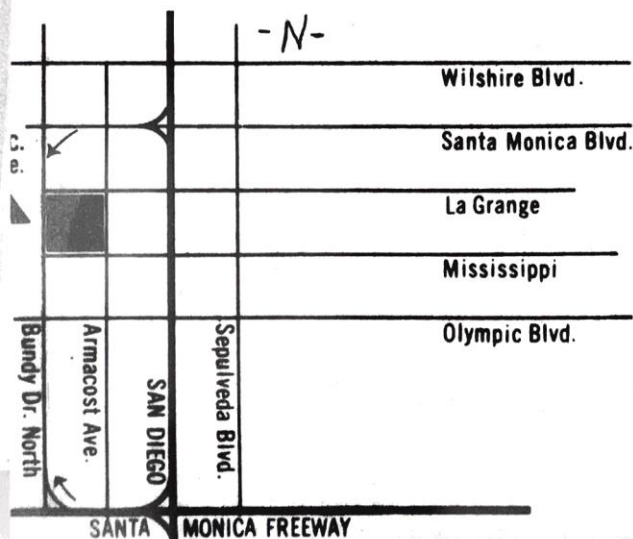 -N-
Wilshire Blvd.
Santa Monica Blvd.
c.
e.
La Grange
Mississippi
Olympic Blvd.
Bundy Dr. North
Armacost Ave.
SAN DIEGO
Sepulveda Blvd.
SANTA MONICA FREEWAY